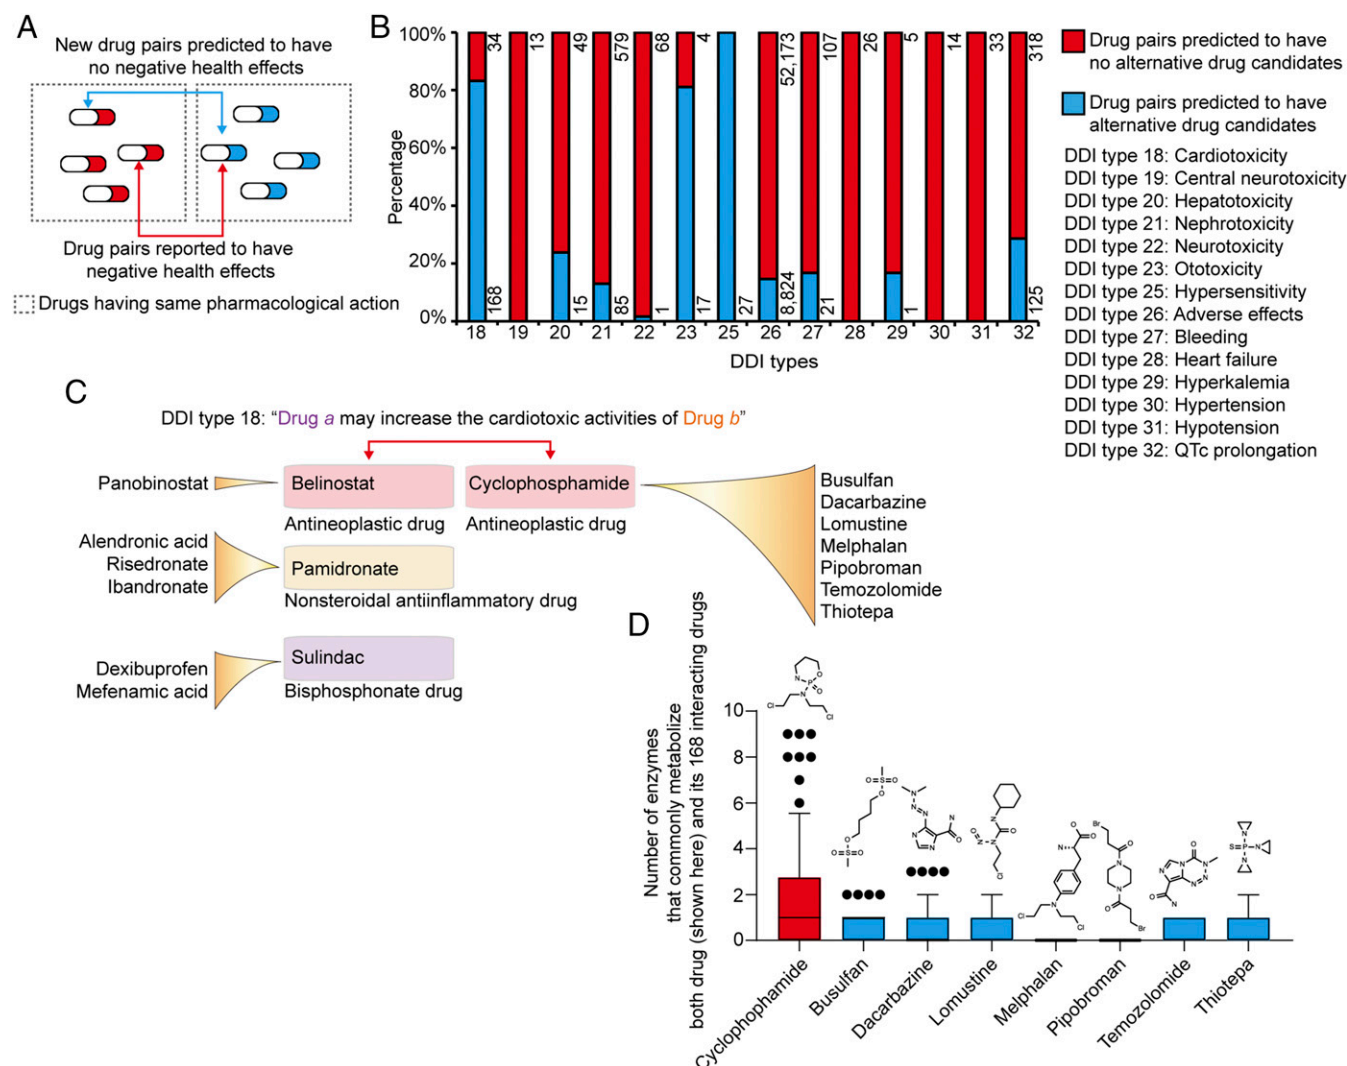 A
New drug pairs predicted to have
no negative health effects
Drug pairs reported to have
negative health effects
Drugs having same pharmacological action
B
Percentage
100%
80%
60%
40%
20%
0%
34
13
49
579
68
4
52,173
107
26
5
14
33
318
168
15
85
1
17
27
8,824
21
1
125
18
19
20
21
22
23
25
26
27
28
29
30
31
32
DDI types
Drug pairs predicted to have
no alternative drug candidates
Drug pairs predicted to have
alternative drug candidates
DDI type 18: Cardiotoxicity
DDI type 19: Central neurotoxicity
DDI type 20: Hepatotoxicity
DDI type 21: Nephrotoxicity
DDI type 22: Neurotoxicity
DDI type 23: Ototoxicity
DDI type 25: Hypersensitivity
DDI type 26: Adverse effects
DDI type 27: Bleeding
DDI type 28: Heart failure
DDI type 29: Hyperkalemia
DDI type 30: Hypertension
DDI type 31: Hypotension
DDI type 32: QTc prolongation
C
DDI type 18: “Drug a may increase the cardiotoxic activities of Drug b”
Panobinostat
Belinostat
Antineoplastic drug
Cyclophosphamide
Antineoplastic drug
Busulfan
Dacarbazine
Lomustine
Melphalan
Pipobroman
Temozolomide
Thiotepa
Alendronic acid
Risedronate
Ibandronate
Pamidronate
Nonsteroidal antiinflammatory drug
Dexibuprofen
Mefenamic acid
Sulindac
Bisphosphonate drug
D
Number of enzymes
that commonly metabolize
both drug (shown here) and its 168 interacting drugs
10
8
6
4
2
0
Cyclophophamide
Busulfan
Dacarbazine
Lomustine
Melphalan
Pipobroman
Temozolomide
Thiotepa